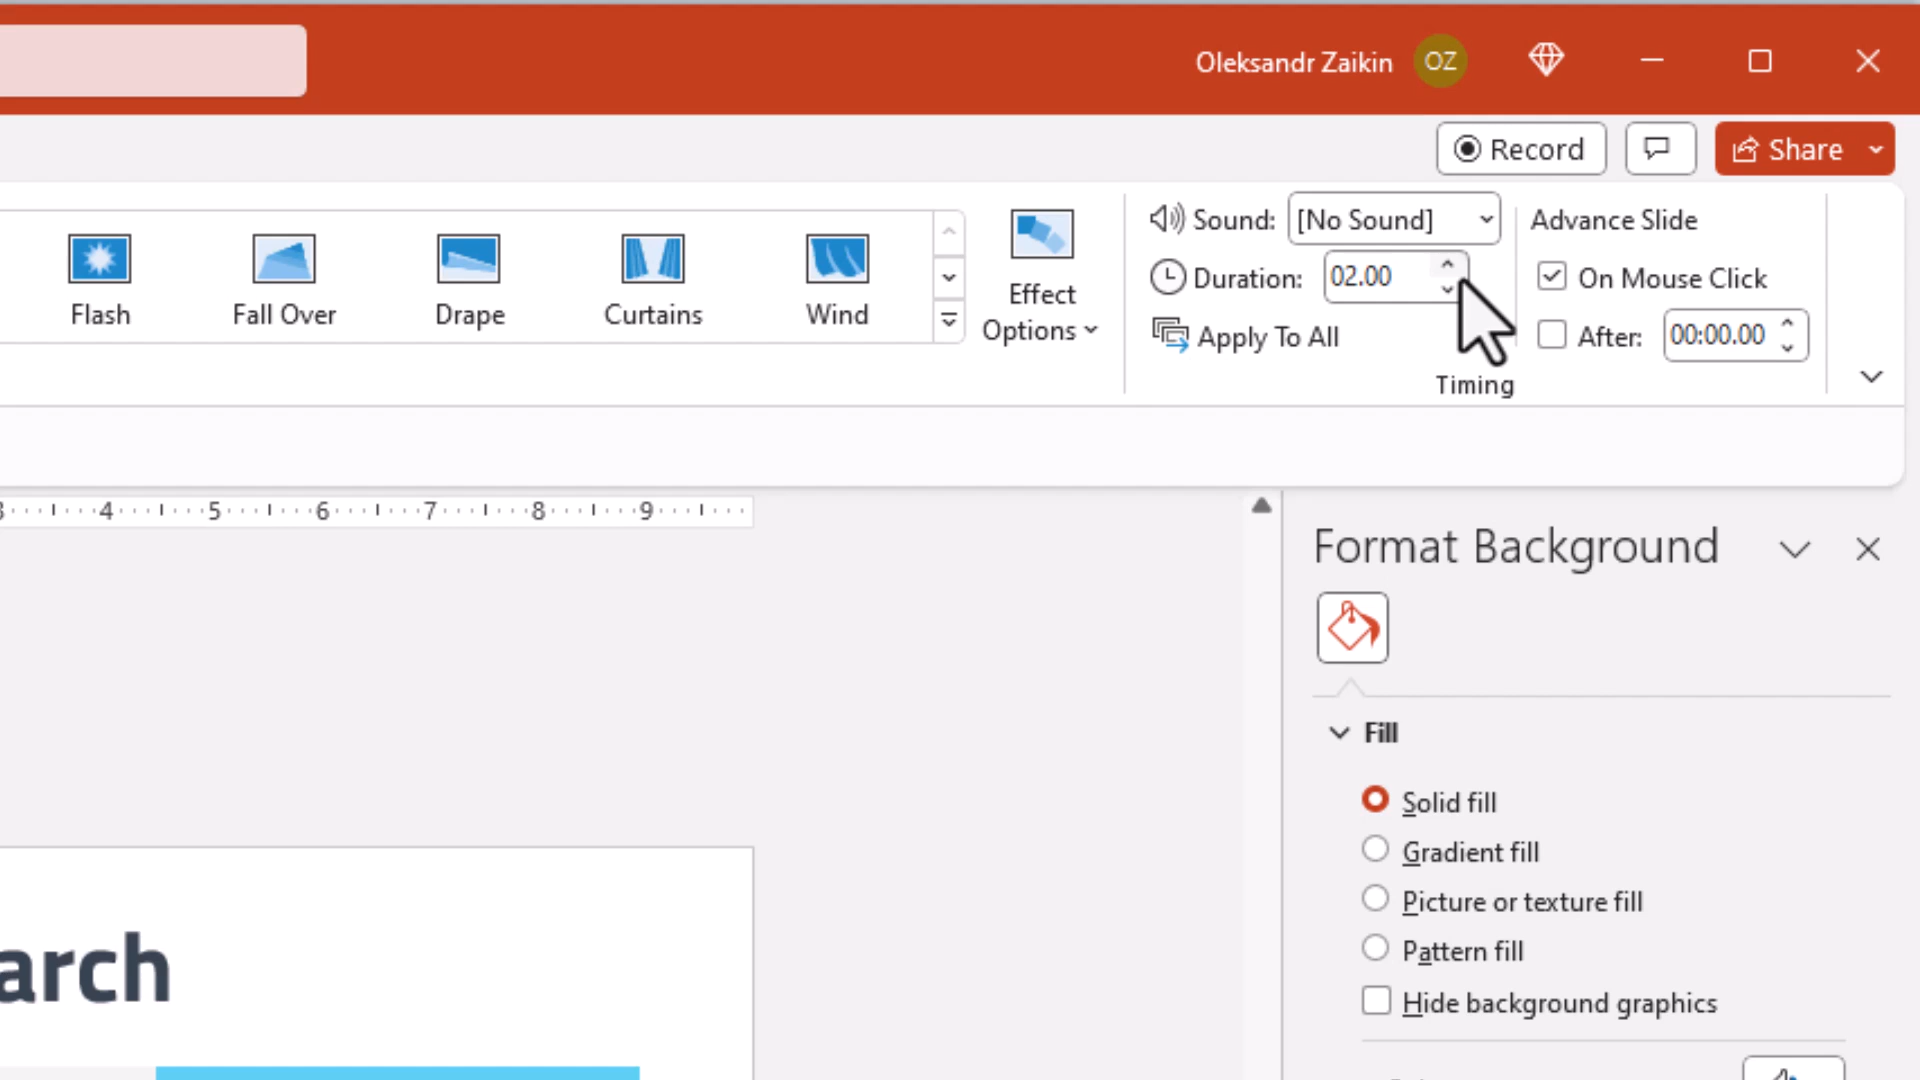 Oleksandr Zaikin OZ
Record
Share
Flash
Fall Over
Drape
Curtains
Wind
Effect
Options
Sound: [No Sound]
Duration: 02.00
Apply To All
Advance Slide
On Mouse Click
After: 00:00.00
Timing
4 5 6 7 8 9
Format Background
Fill
Solid fill
Gradient fill
Picture or texture fill
Pattern fill
Hide background graphics
arch